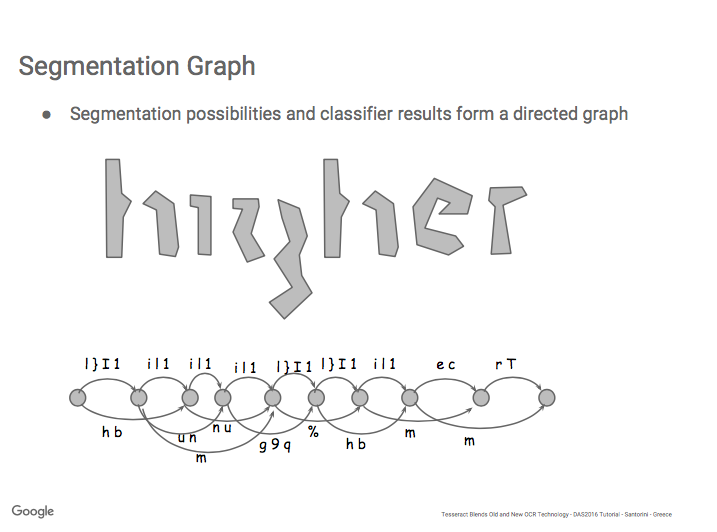 Segmentation Graph
● Segmentation possibilities and classifier results form a directed graph
higher
l}I1 il1 il1 il1 l}I1 l}I1 il1 ec rT
hb un nu m g9q % hb m m
Google
Tesseract Blends Old and New OCR Technology - DAS2016 Tutorial - Santorini - Greece